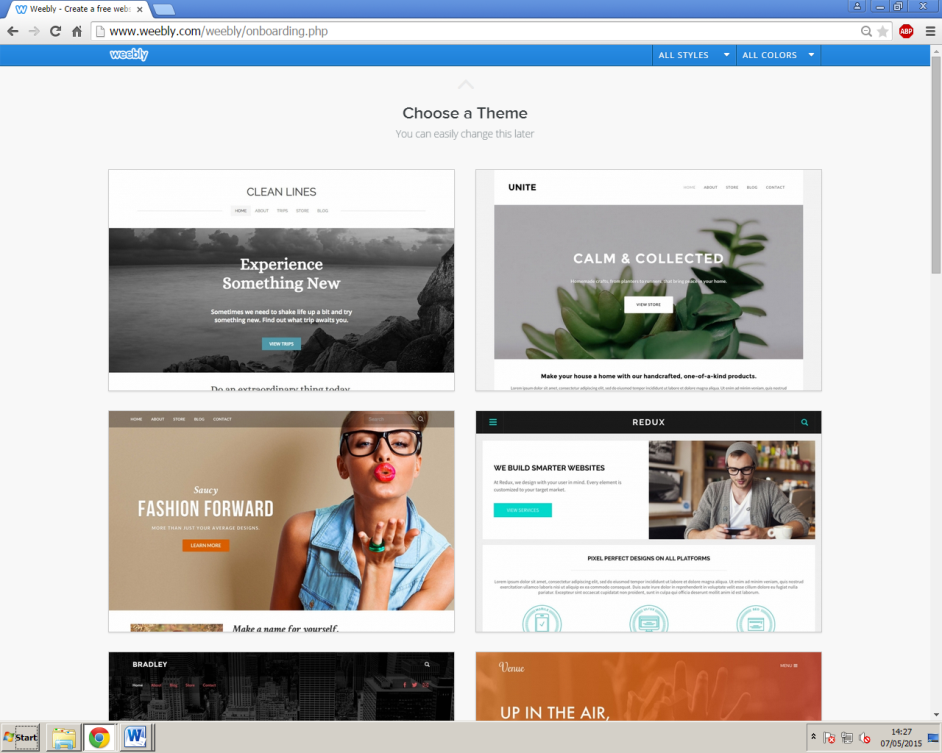 Weebly - Create a free webs
www.weebly.com/weebly/onboarding.php
ABP
weebly
ALL STYLES
ALL COLORS
Choose a Theme
You can easily change this later
CLEAN LINES
HOME ABOUT TRIPS STORE BLOG
Experience
Something New
Sometimes we need to shake life up a bit and try
something new. Find out what trip awaits you.
VIEW TRIPS
Do an extraordinary thing today
UNITE
HOME ABOUT STORE BLOG CONTACT
CALM & COLLECTED
VIEW STORE
Make your house a home with our handcrafted, one-of-a-kind products.
HOME ABOUT STORE BLOG CONTACT
Search
Saucy
FASHION FORWARD
MORE THAN JUST YOUR AVERAGE DESIGNS.
LEARN MORE
Make a name for yourself.
REDUX
WE BUILD SMARTER WEBSITES
At Redux, we design with your user in mind. Every element is
customized to your target market.
VIEW SERVICES
PIXEL PERFECT DESIGNS ON ALL PLATFORMS
BRADLEY
Home About Blog Store Contact
Venue
MENU
UP IN THE AIR,
Start
14:27
07/05/2015